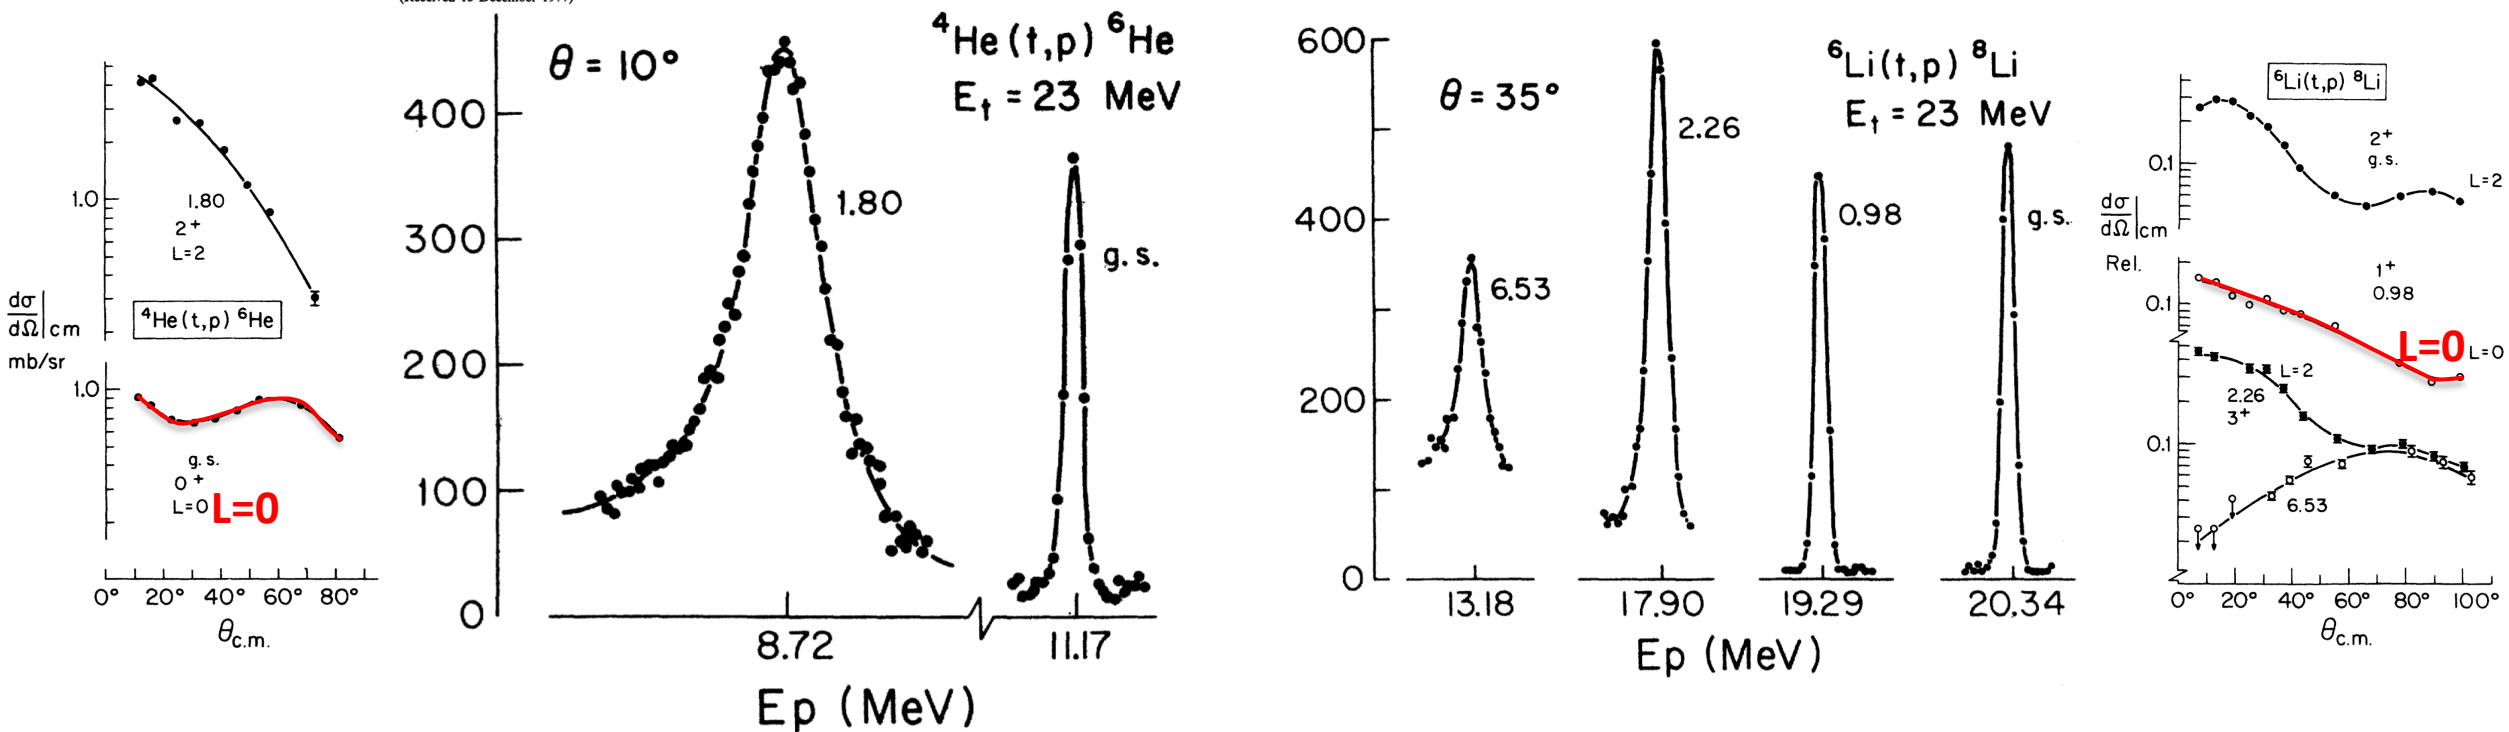 (Received 15 December 1977)
1.0
1.80
2⁺
L=2
dσ
dΩ|cm
mb/sr
⁴He(t,p) ⁶He
1.0
g.s.
0⁺
L=0
L=0
0° 20° 40° 60° 80°
θc.m.
θ = 10°
⁴He(t,p) ⁶He
Et = 23 MeV
400
300
200
100
0
1.80
g.s.
8.72 11.17
Ep (MeV)
600
400
200
0
θ = 35°
⁶Li(t,p) ⁸Li
Et = 23 MeV
6.53
2.26
0.98
g.s.
13.18 17.90 19.29 20.34
Ep (MeV)
⁶Li(t,p) ⁸Li
2⁺
g.s.
0.1
L=2
dσ
dΩ|cm
Rel.
1⁺
0.98
0.1
L=0
L=0
L=2
2.26
3⁺
0.1
6.53
0° 20° 40° 60° 80° 100°
θc.m.